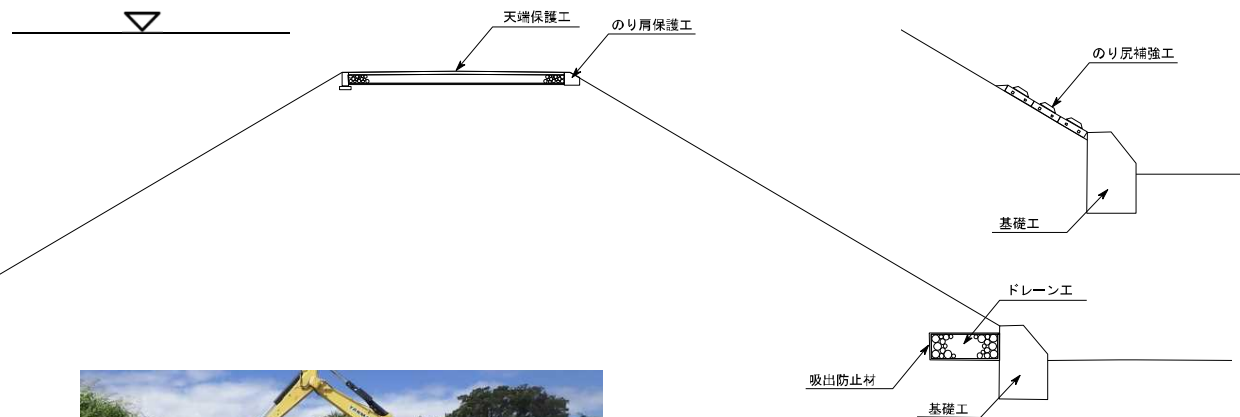 天端保護工
のり肩保護工
のり尻補強工
基礎工
ドレーン工
吸出防止材
基礎工